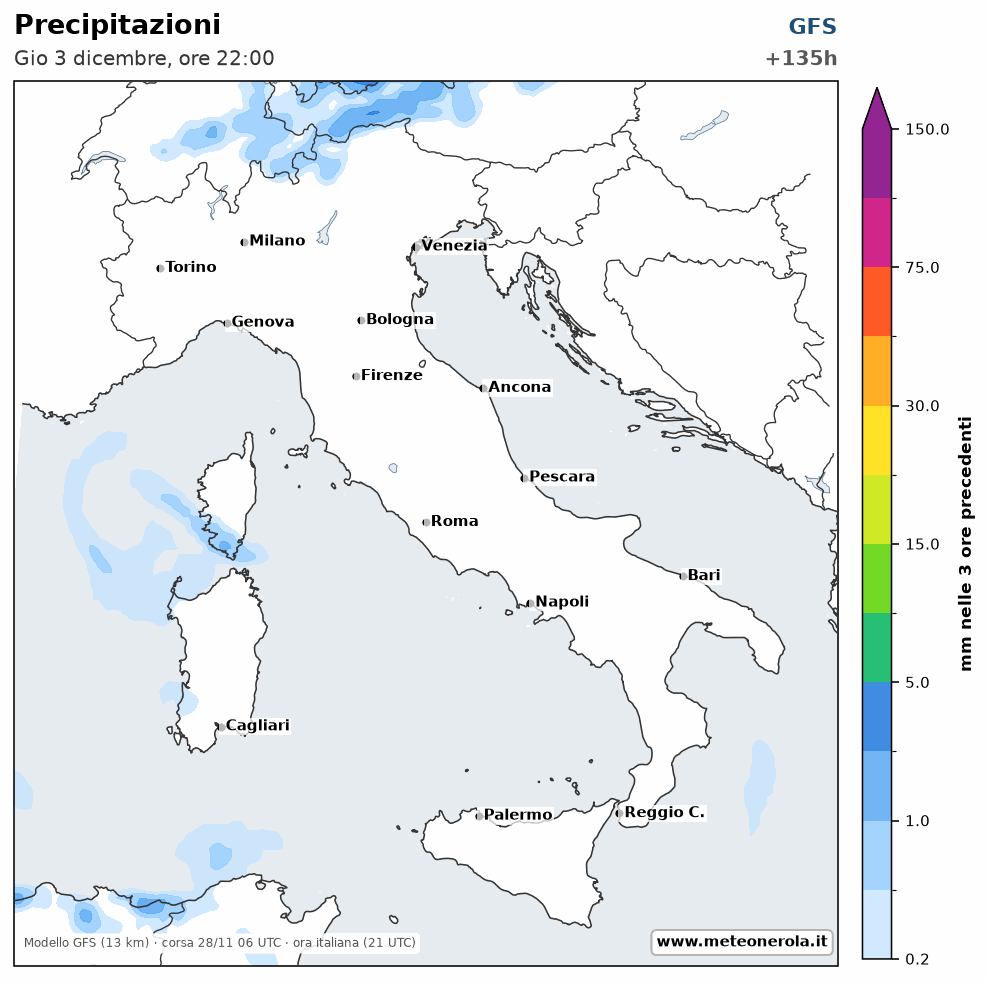 Precipitazioni
GFS
Gio 3 dicembre, ore 22:00
+135h
Milano
Venezia
Torino
Genova
Bologna
Firenze
Ancona
Pescara
Roma
Bari
Napoli
Cagliari
Palermo
Reggio C.
150.0
75.0
30.0
15.0
5.0
1.0
0.2
mm nelle 3 ore precedenti
Modello GFS (13 km) · corsa 28/11 06 UTC · ora italiana (21 UTC)
www.meteonerola.it